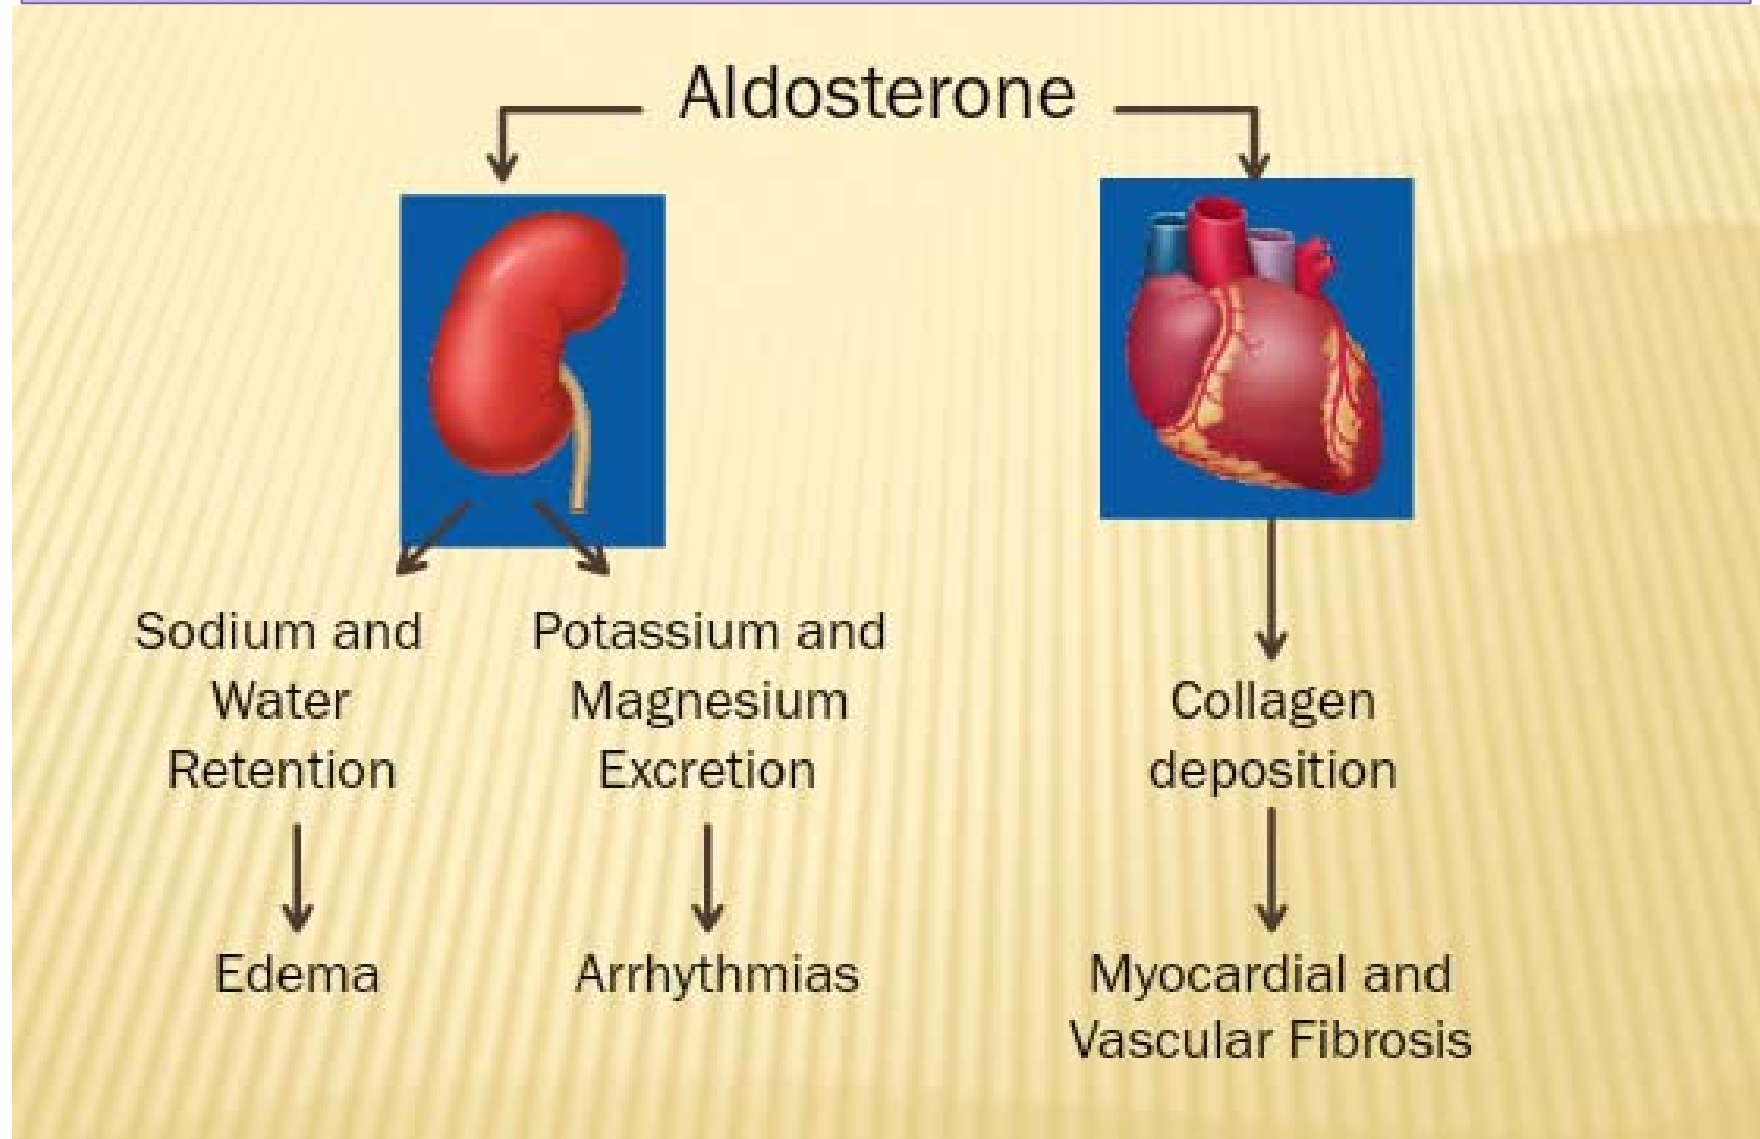 Aldosterone
Sodium and
Water
Retention
Potassium and
Magnesium
Excretion
Collagen
deposition
Edema
Arrhythmias
Myocardial and
Vascular Fibrosis